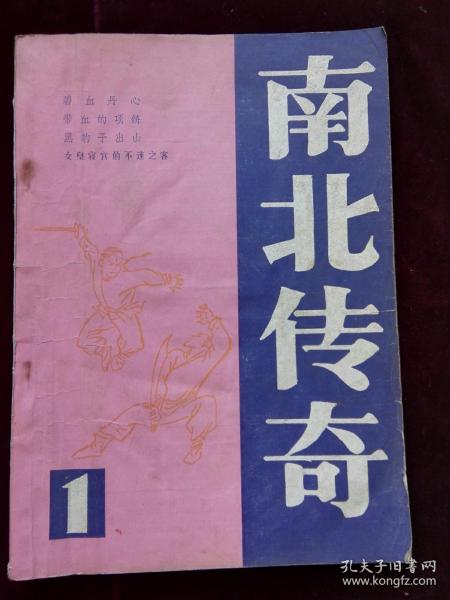 碧血丹心
带血的项链
黑豹子出山
女皇寝宫的不速之客
南北传奇
1
孔夫子旧书网
www.kongfz.com